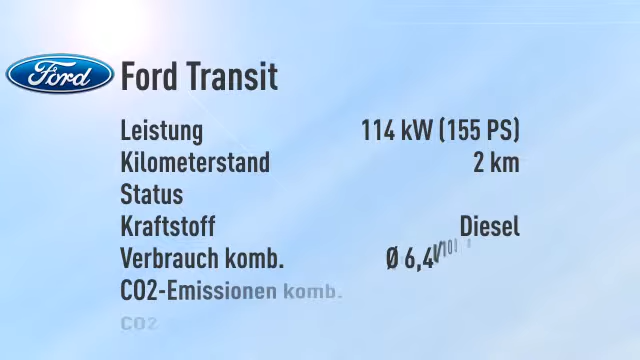 Ford
Ford Transit
Leistung 114 kW (155 PS)
Kilometerstand 2 km
Status
Kraftstoff Diesel
Verbrauch komb. Ø 6,4
CO2-Emissionen komb.
CO2